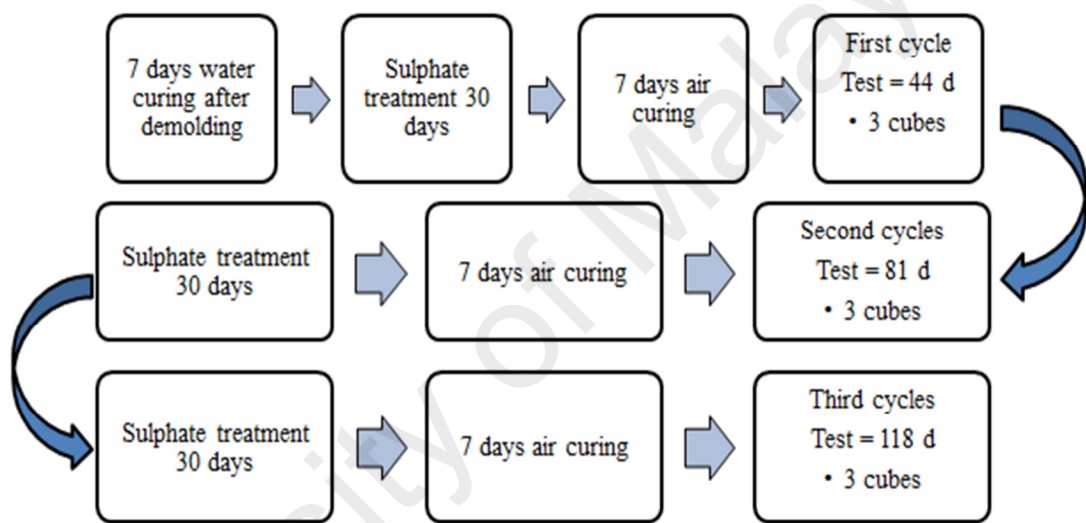 7 days water
curing after
demolding
Sulphate
treatment 30
days
7 days air
curing
First cycle
Test = 44 d
• 3 cubes
Sulphate treatment
30 days
7 days air curing
Second cycles
Test = 81 d
• 3 cubes
Sulphate treatment
30 days
7 days air curing
Third cycles
Test = 118 d
• 3 cubes
of Malay